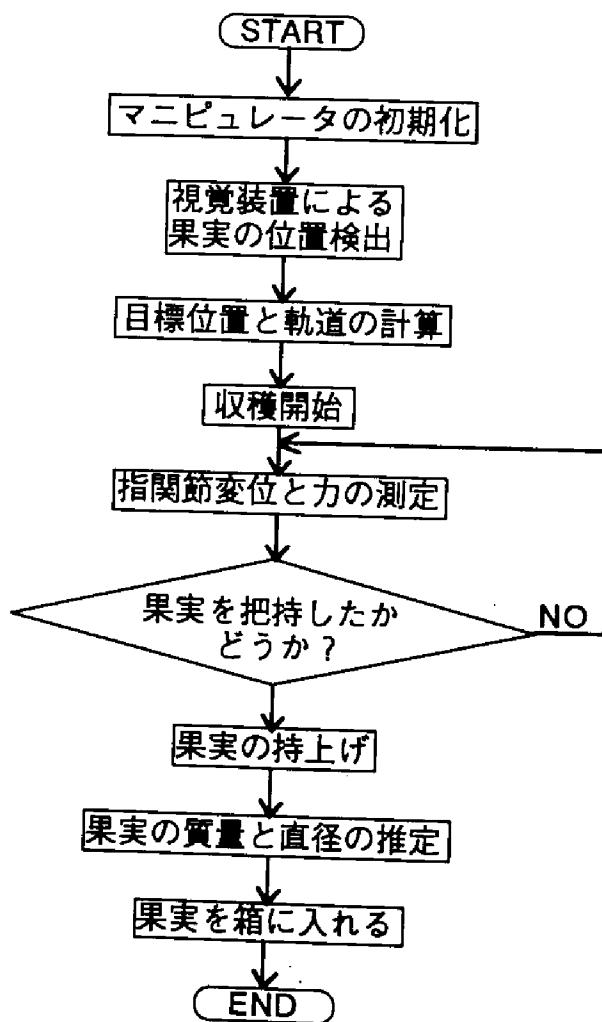 START
マニピュレータの初期化
視覚装置による
果実の位置検出
目標位置と軌道の計算
収穫開始
指関節変位と力の測定
果実を把持したか
どうか？
NO
果実の持上げ
果実の質量と直径の推定
果実を箱に入れる
END